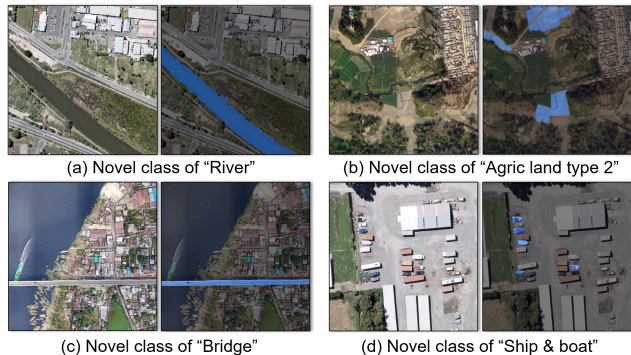 (a) Novel class of “River”
(b) Novel class of “Agric land type 2”
(c) Novel class of “Bridge”
(d) Novel class of “Ship & boat”